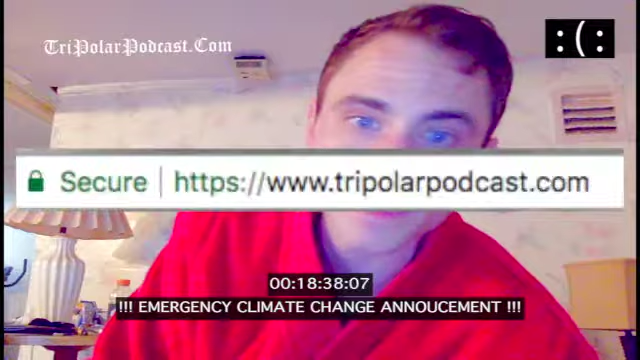 TriPolarPodcast.Com
:(:
Secure | https://www.tripolarpodcast.com
00:18:38:07
!!! EMERGENCY CLIMATE CHANGE ANNOUCEMENT !!!